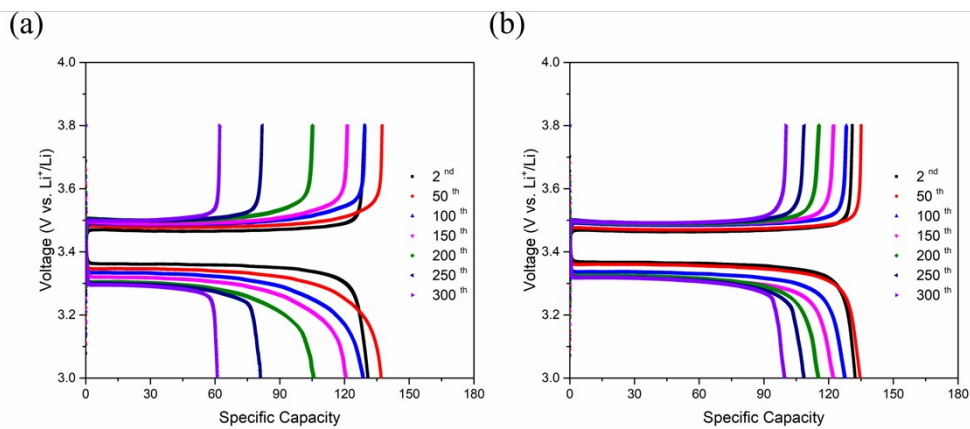 (a)
4.0
3.8
3.6
3.4
3.2
3.0
Voltage (V vs. Li⁺/Li)
0 30 60 90 120 150 180
Specific Capacity
2 nd
50 th
100 th
150 th
200 th
250 th
300 th
(b)
4.0
3.8
3.6
3.4
3.2
3.0
Voltage (V vs. Li⁺/Li)
0 30 60 90 120 150 180
Specific Capacity
2 nd
50 th
100 th
150 th
200 th
250 th
300 th